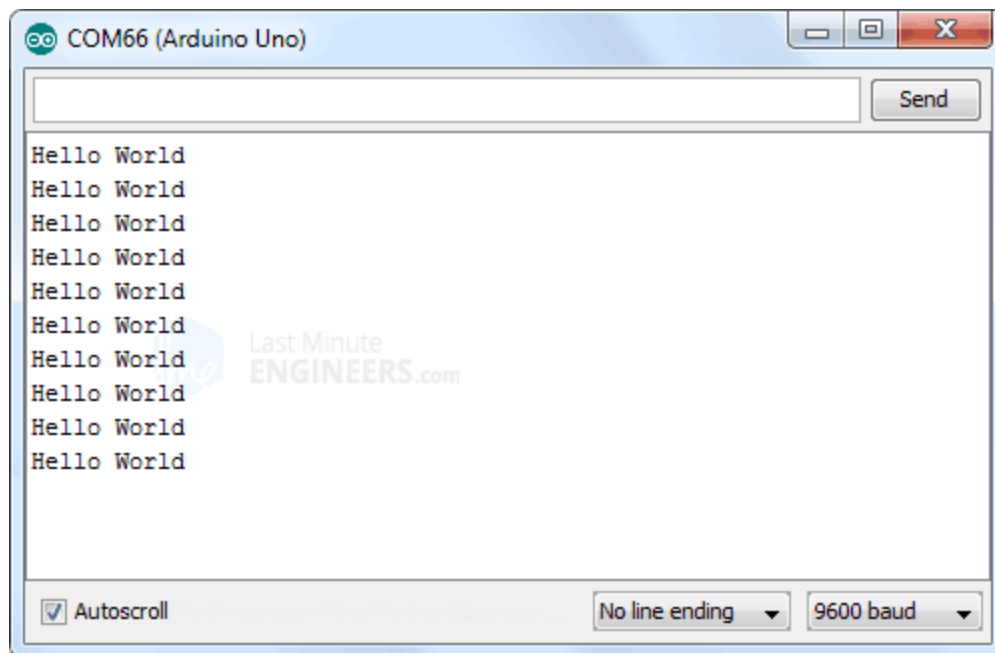 COM66 (Arduino Uno)
Send
Hello World
Hello World
Hello World
Hello World
Hello World
Hello World
Last Minute
Hello World
ENGINEERS.com
Hello World
Hello World
Hello World
Autoscroll
No line ending
9600 baud